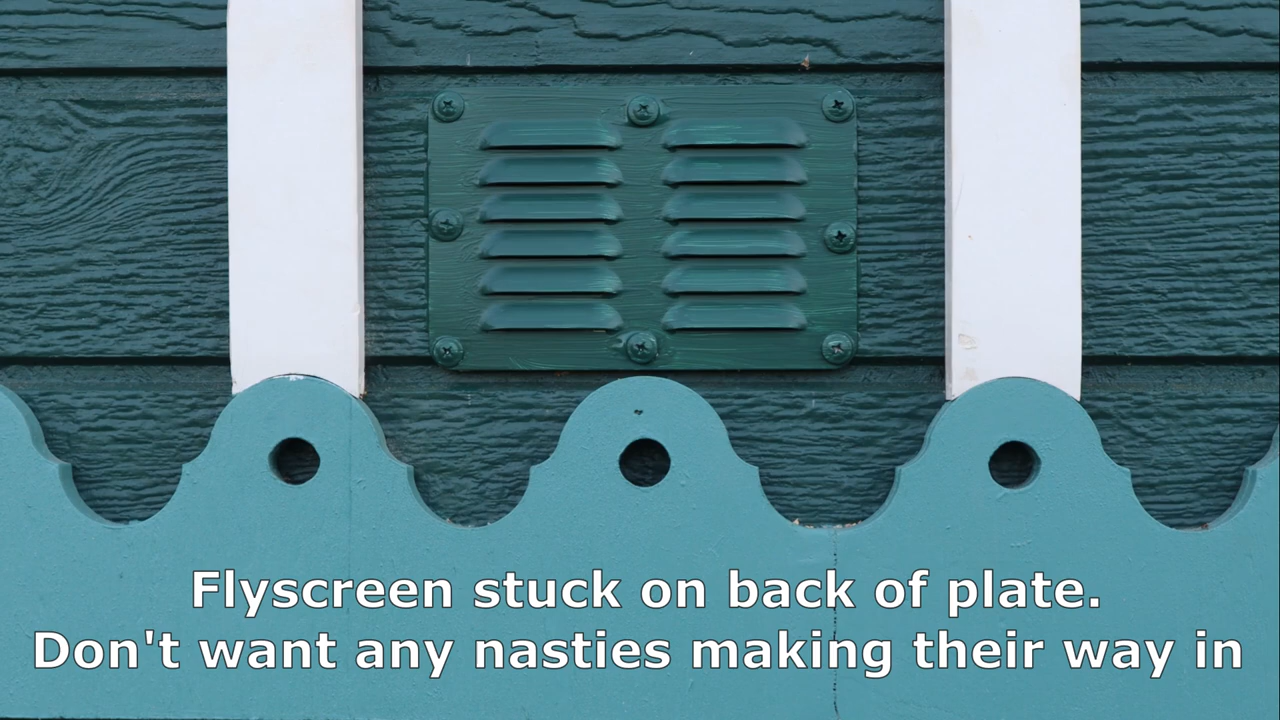 Flyscreen stuck on back of plate.
Don't want any nasties making their way in